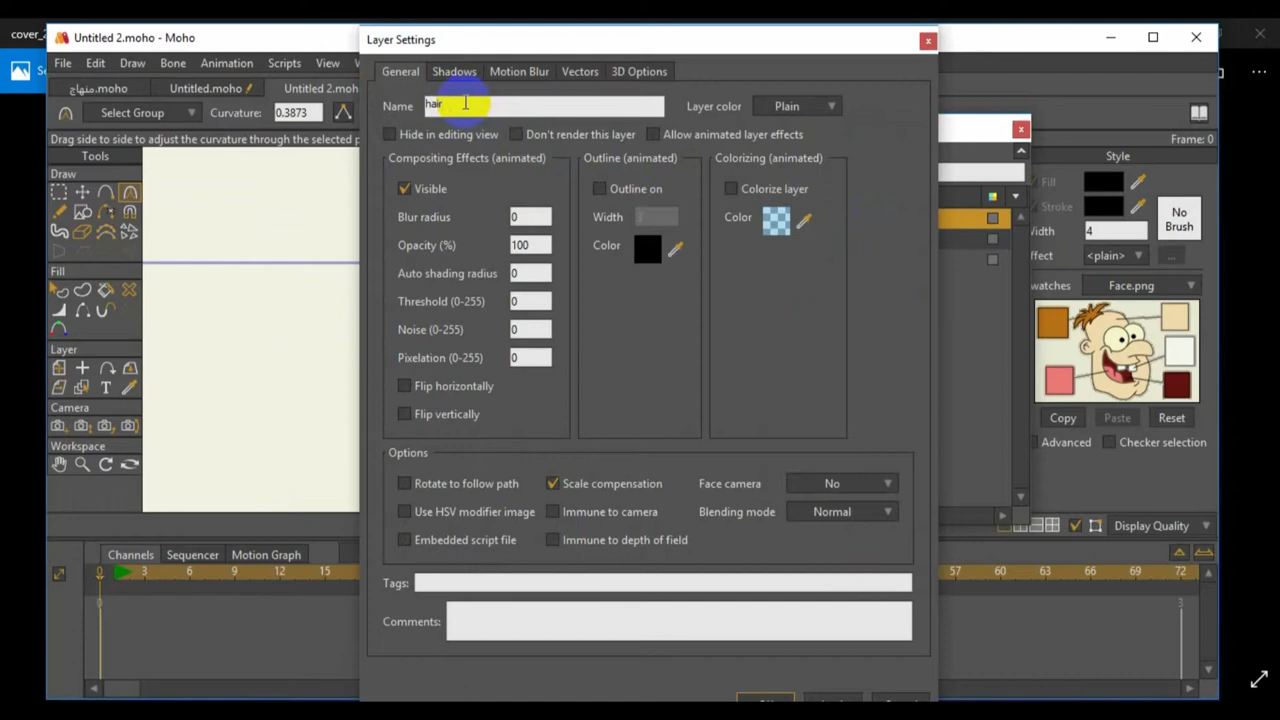 cover_2
Untitled 2.moho - Moho
Layer Settings
File Edit Draw Bone Animation Scripts View
General Shadows Motion Blur Vectors 3D Options
منهاج.moho Untitled.moho Untitled 2.moh
Name hair Layer color Plain
Select Group Curvature: 0.3873
Frame: 0
Drag side to side to adjust the curvature through the selected p
Hide in editing view Don't render this layer Allow animated layer effects
Tools Style
Compositing Effects (animated) Outline (animated) Colorizing (animated)
Draw
Fill
Visible Outline on Colorize layer
Stroke
No Brush
Blur radius 0 Width Color
Width 4
Opacity (%) 100 Color
ffect <plain> ...
Fill
Auto shading radius 0
watches Face.png
Threshold (0-255) 0
Noise (0-255) 0
Layer
Pixelation (0-255) 0
Flip horizontally
Camera
Flip vertically
Copy Paste Reset
Workspace
Advanced Checker selection
Options
Rotate to follow path Scale compensation Face camera No
Use HSV modifier image Immune to camera Blending mode Normal
Display Quality
Embedded script file Immune to depth of field
Channels Sequencer Motion Graph
0 3 6 9 12 15 57 60 63 66 69 72
Tags:
0 3
Comments: